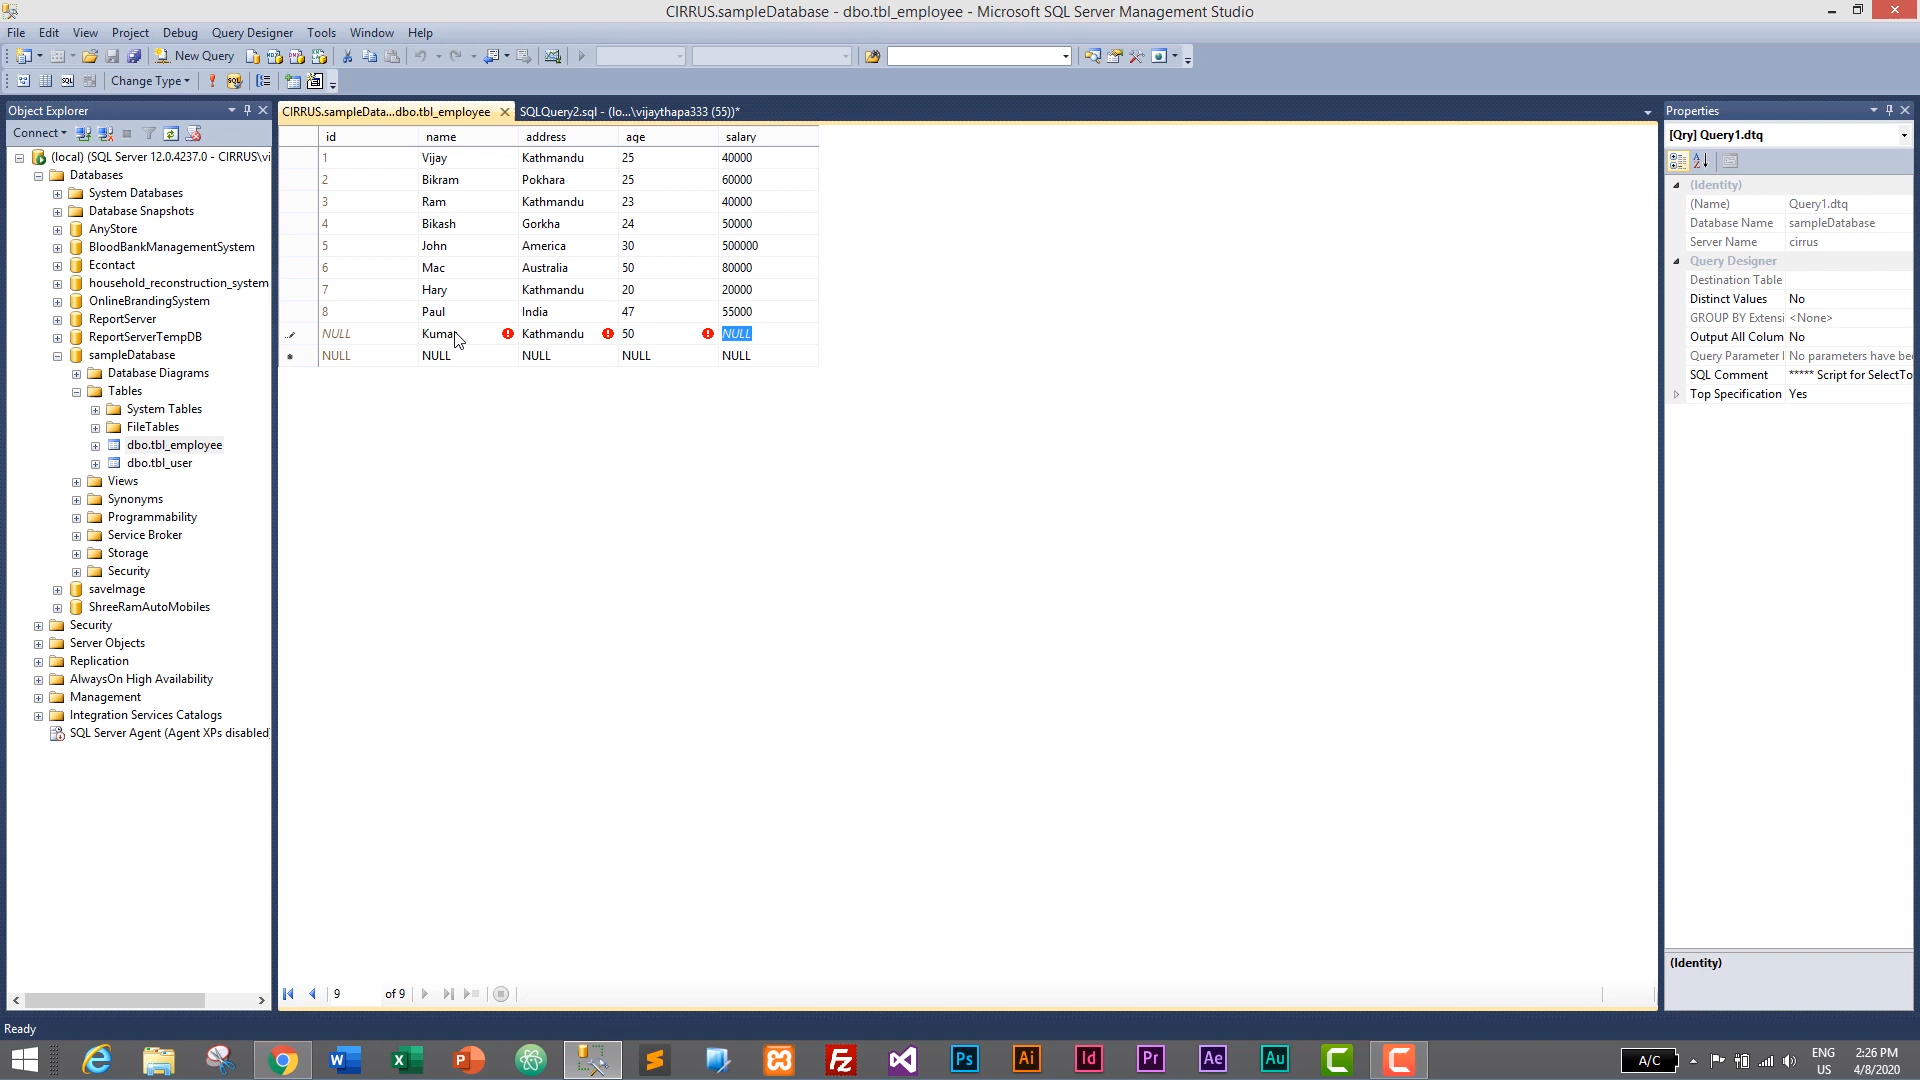 CIRRUS.sampleDatabase - dbo.tbl_employee - Microsoft SQL Server Management Studio
File Edit View Project Debug Query Designer Tools Window Help
New Query
Change Type
Object Explorer
Connect
(local) (SQL Server 12.0.4237.0 - CIRRUS\vi
Databases
System Databases
Database Snapshots
AnyStore
BloodBankManagementSystem
Econtact
household_reconstruction_system
OnlineBrandingSystem
ReportServer
ReportServerTempDB
sampleDatabase
Database Diagrams
Tables
System Tables
FileTables
dbo.tbl_employee
dbo.tbl_user
Views
Synonyms
Programmability
Service Broker
Storage
Security
saveImage
ShreeRamAutoMobiles
Security
Server Objects
Replication
AlwaysOn High Availability
Management
Integration Services Catalogs
SQL Server Agent (Agent XPs disabled)
CIRRUS.sampleData...dbo.tbl_employee SQLQuery2.sql - (lo...\vijaythapa333 (55))*
id name address age salary
1 Vijay Kathmandu 25 40000
2 Bikram Pokhara 25 60000
3 Ram Kathmandu 23 40000
4 Bikash Gorkha 24 50000
5 John America 30 500000
6 Mac Australia 50 80000
7 Hary Kathmandu 20 20000
8 Paul India 47 55000
NULL Kumar Kathmandu 50 NULL
NULL NULL NULL NULL NULL
9 of 9
Properties
[Qry] Query1.dtq
(Identity)
(Name) Query1.dtq
Database Name sampleDatabase
Server Name cirrus
Query Designer
Destination Table
Distinct Values No
GROUP BY Extensi <None>
Output All Colum No
Query Parameter l No parameters have bee
SQL Comment ***** Script for SelectTo
Top Specification Yes
(Identity)
Ready
Ps Ai Id Pr Ae Au
A/C
ENG
US
2:26 PM
4/8/2020